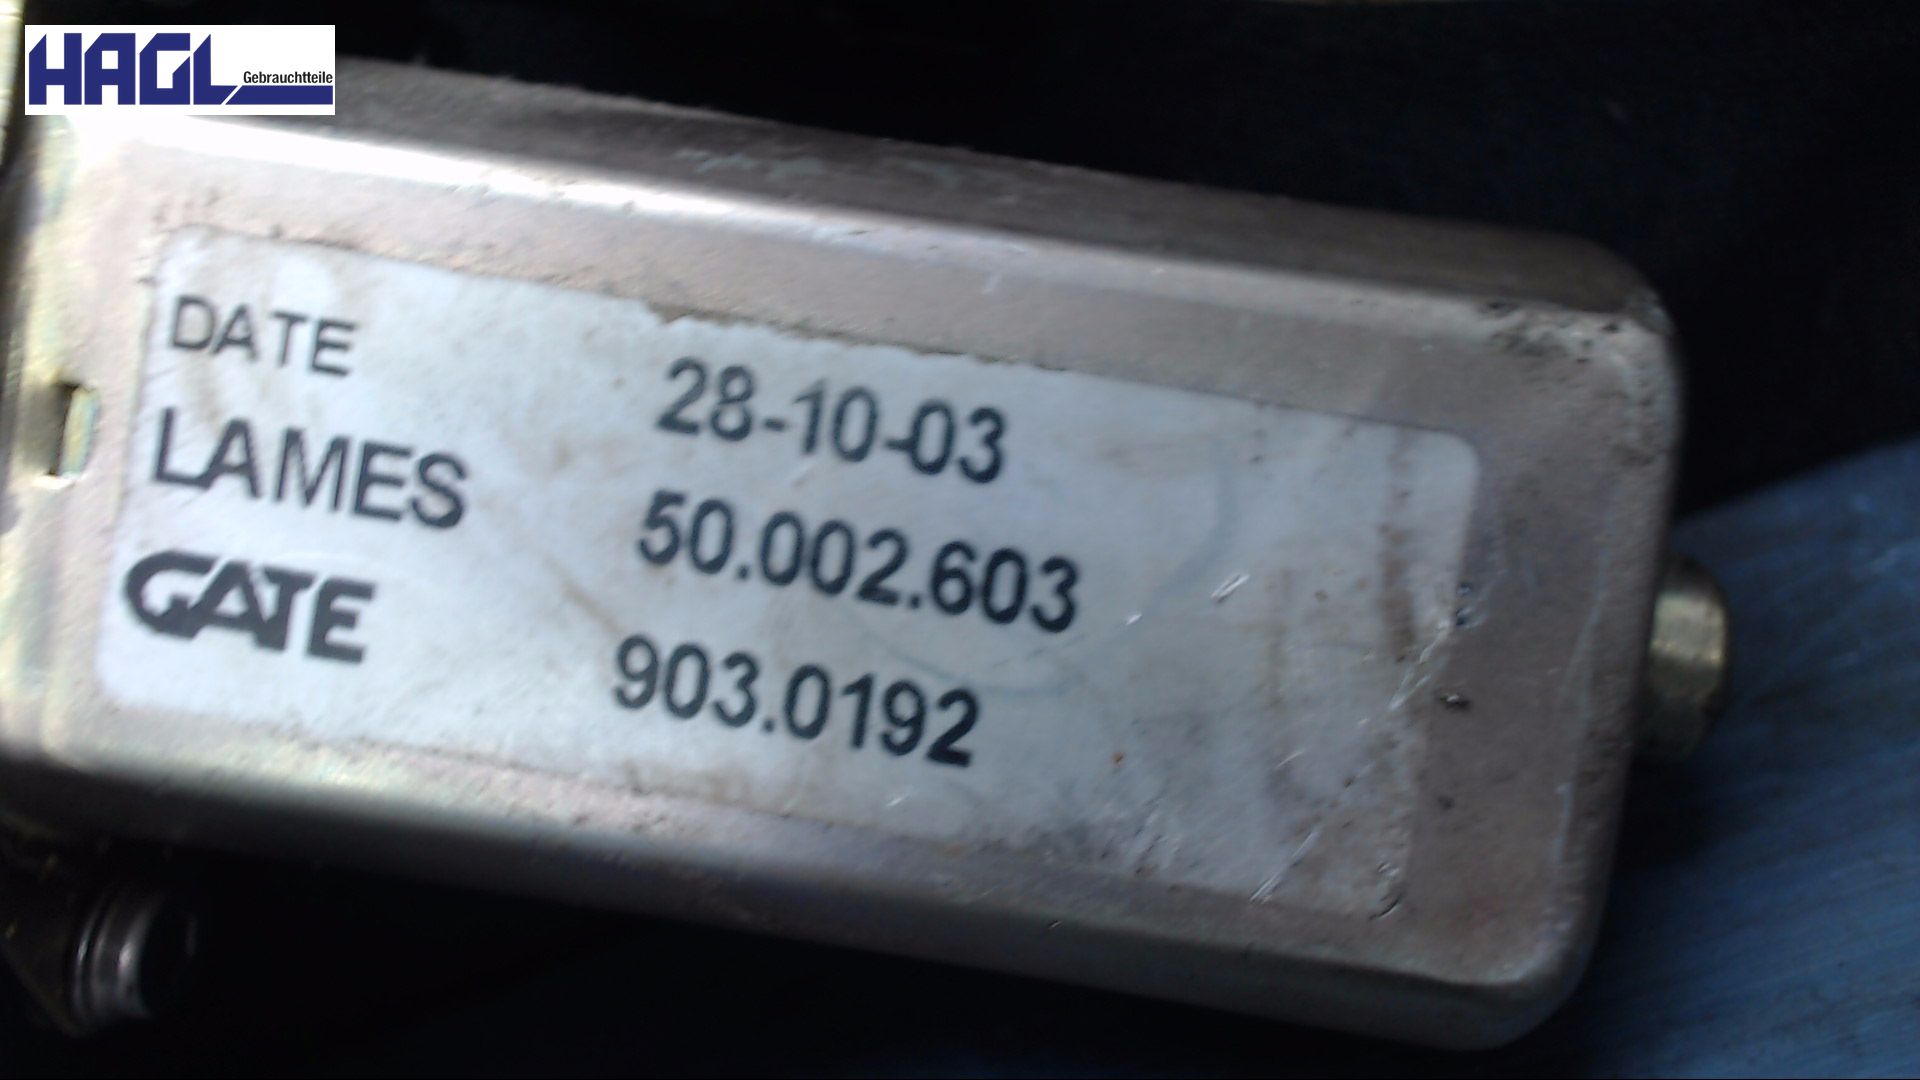 HAGL Gebrauchtteile
DATE 28-10-03
LAMES 50.002.603
GATE 903.0192